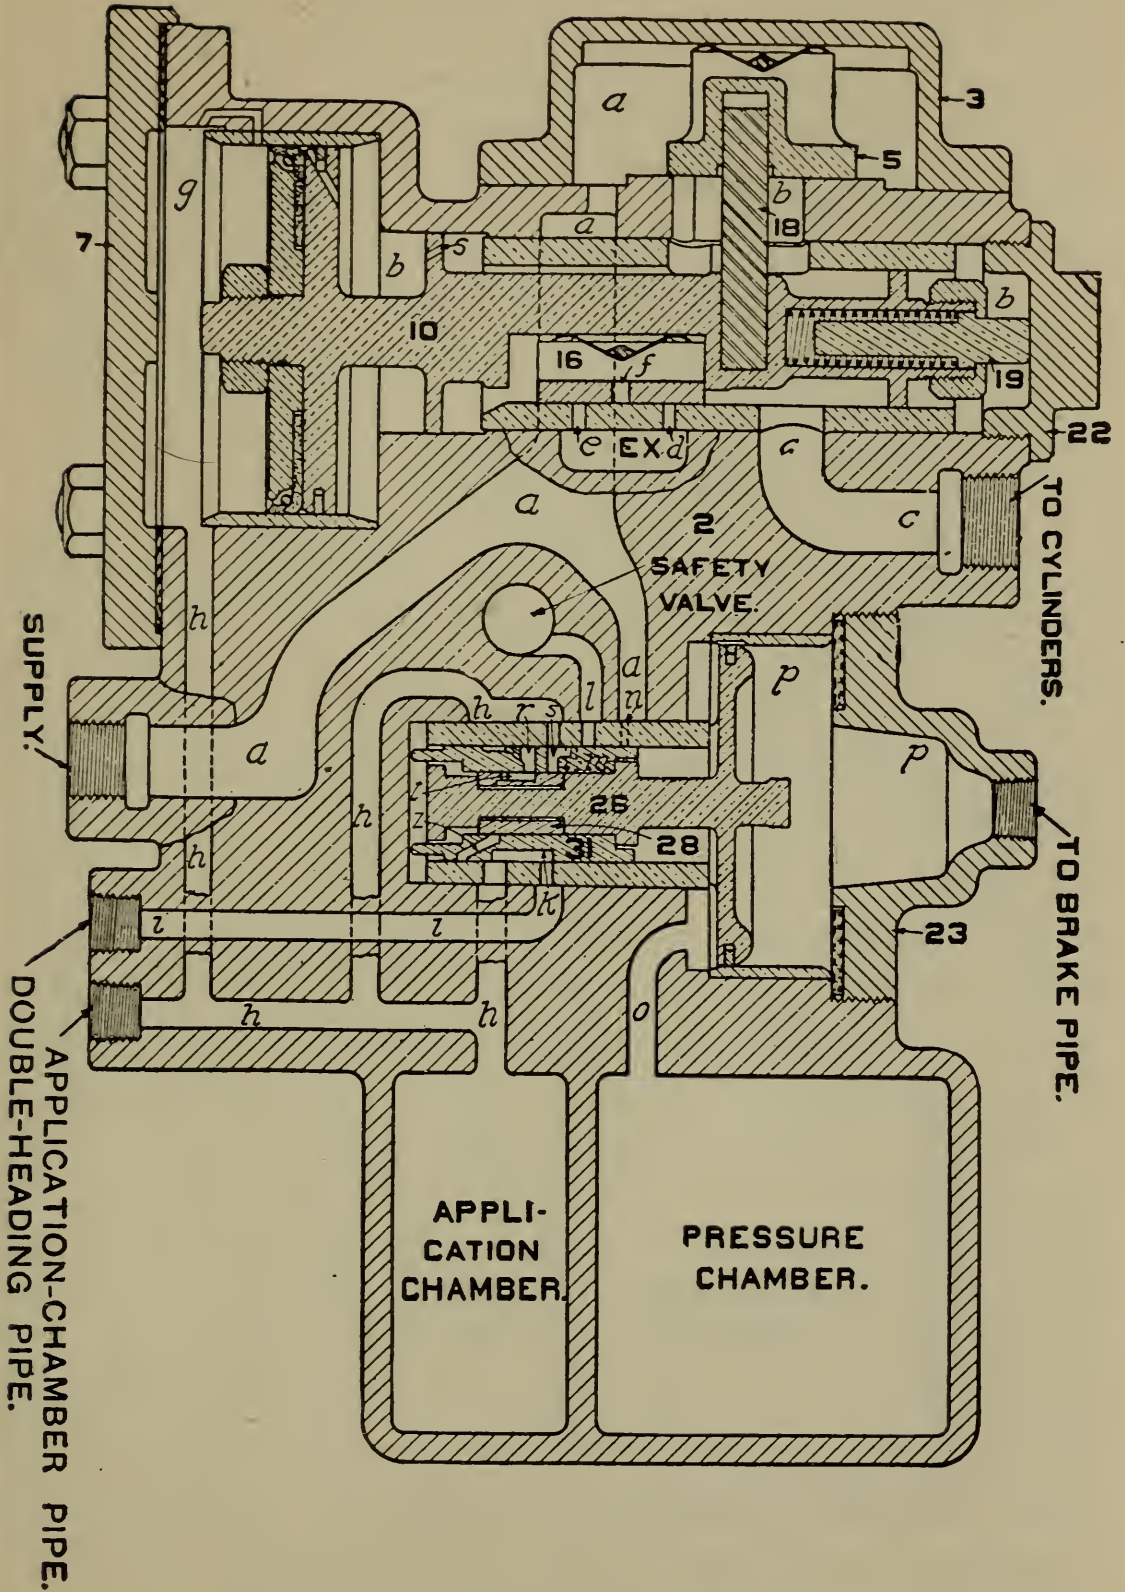 a
3
5
g
b
18
7
a
b
s
b
10
16
f
19
e
EX
d
c
22
a
c
TO CYLINDERS.
2
SAFETY
VALVE.
h
SUPPLY.
p
a
l
n
h
r
s
p
a
l
26
h
i
31
28
TO BRAKE PIPE.
h
k
i
i
23
h
h
o
APPLICATION-CHAMBER PIPE.
DOUBLE-HEADING PIPE.
APPLI-
CATION
CHAMBER.
PRESSURE
CHAMBER.